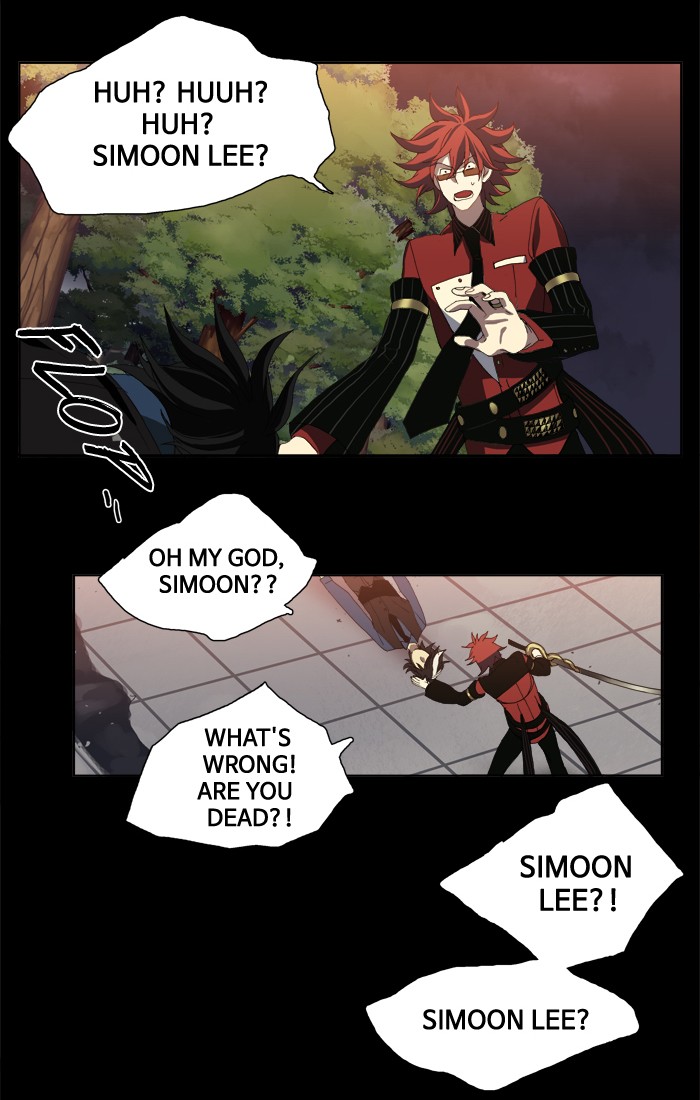 HUH? HUUH?
HUH?
SIMOON LEE?
FLOP
OH MY GOD,
SIMOON??
WHAT'S
WRONG!
ARE YOU
DEAD?!
SIMOON
LEE?!
SIMOON LEE?